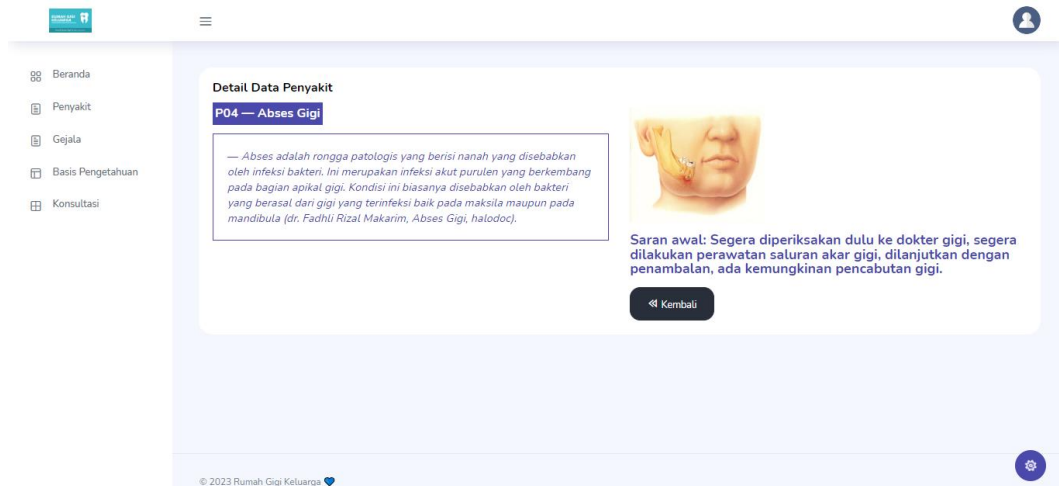 RUMAH GIGI
KELUARGA
Beranda
Penyakit
Gejala
Basis Pengetahuan
Konsultasi
Detail Data Penyakit
P04 — Abses Gigi
— Abses adalah rongga patologis yang berisi nanah yang disebabkan
oleh infeksi bakteri. Ini merupakan infeksi akut purulen yang berkembang
pada bagian apikal gigi. Kondisi ini biasanya disebabkan oleh bakteri
yang berasal dari gigi yang terinfeksi baik pada maksila maupun pada
mandibula (dr. Fadhli Rizal Makarim, Abses Gigi, halodoc).
Saran awal: Segera diperiksakan dulu ke dokter gigi, segera
dilakukan perawatan saluran akar gigi, dilanjutkan dengan
penambalan, ada kemungkinan pencabutan gigi.
Kembali
© 2023 Rumah Gigi Keluarga